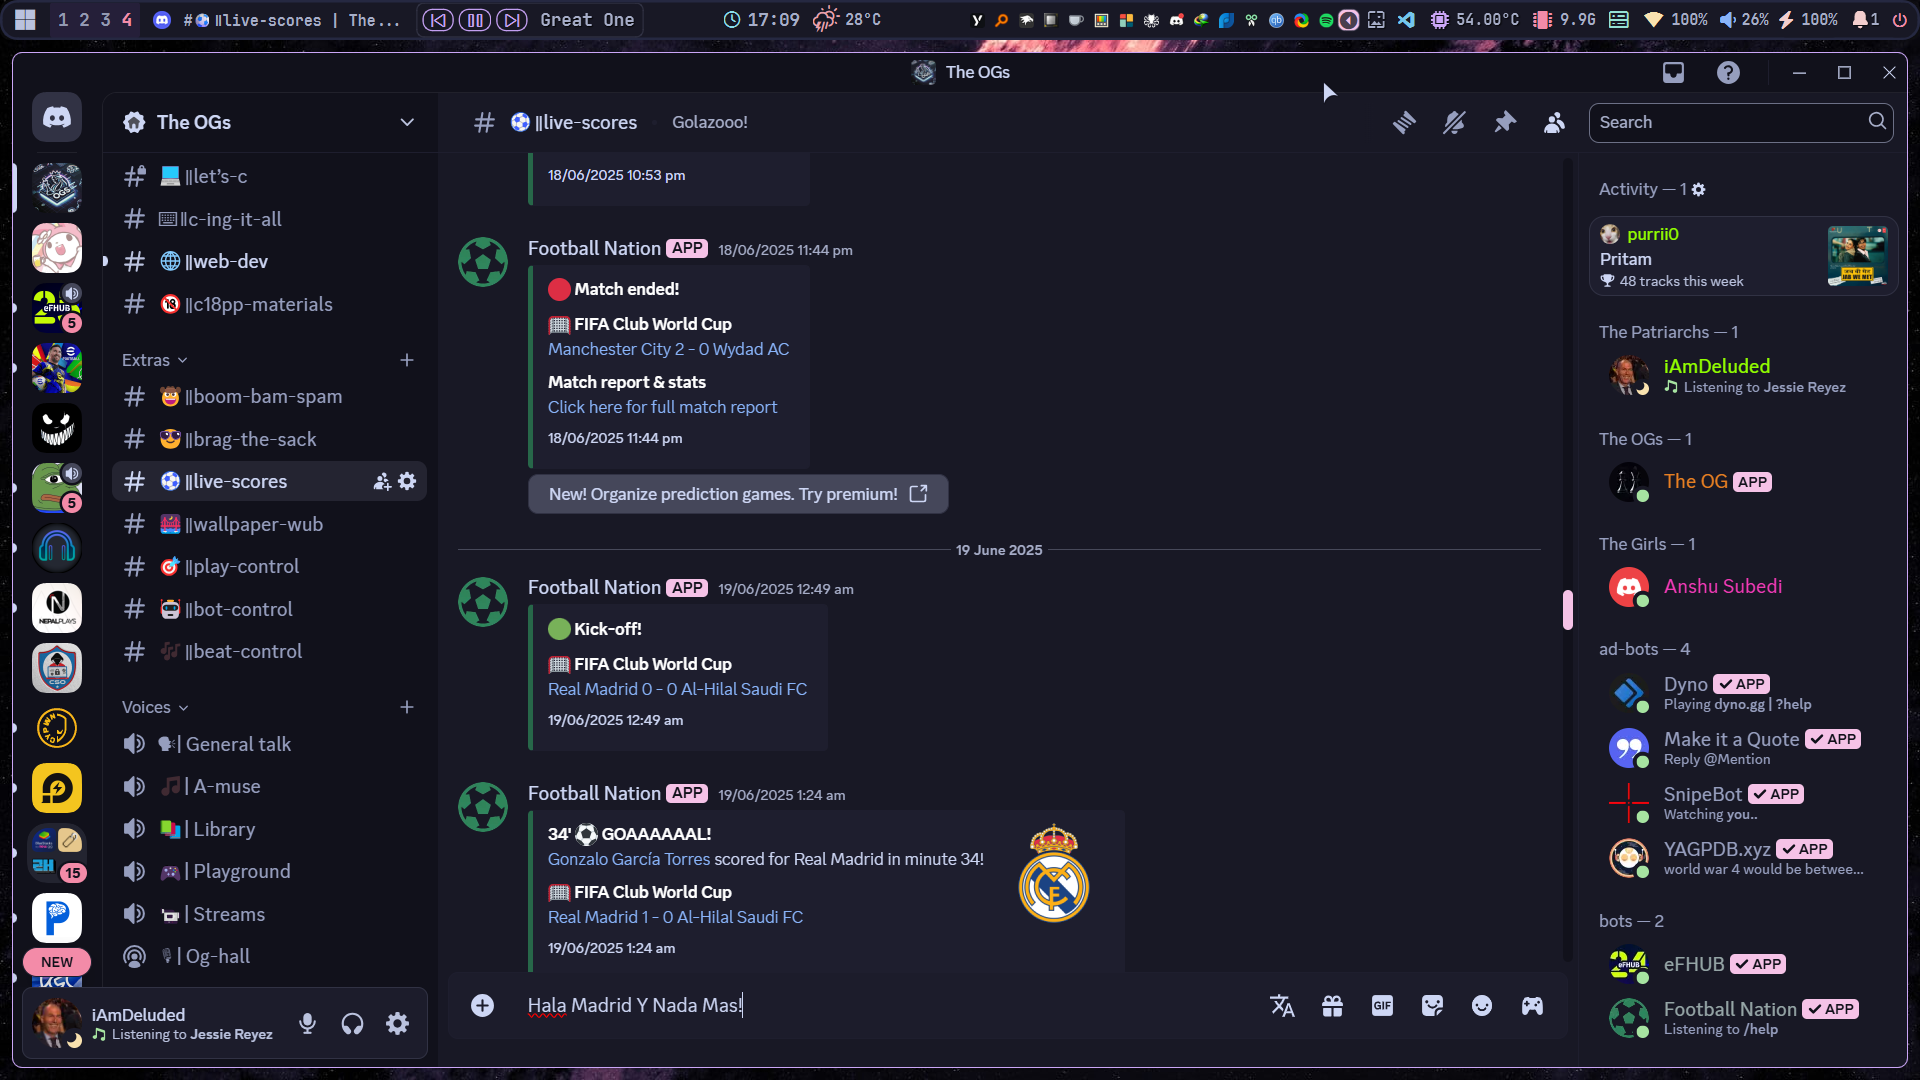 1 2 3 4 #⚽||live-scores | The... Great One 17:09 28°C 54.00°C 9.9G 100% 26% 100% 1
The OGs
The OGs
# ⚽||live-scores Golazooo!
Search
||let's-c
||c-ing-it-all
||web-dev
||c18pp-materials
Extras
||boom-bam-spam
||brag-the-sack
||live-scores
||wallpaper-wub
||play-control
||bot-control
||beat-control
Voices
| General talk
| A-muse
| Library
| Playground
| Streams
| Og-hall
eFHUB
5
5
NEPALPLAYS
CSO
15
NEW
iAmDeluded
Listening to Jessie Reyez
18/06/2025 10:53 pm
Football Nation APP 18/06/2025 11:44 pm
Match ended!
FIFA Club World Cup
Manchester City 2 - 0 Wydad AC
Match report & stats
Click here for full match report
18/06/2025 11:44 pm
New! Organize prediction games. Try premium!
19 June 2025
Football Nation APP 19/06/2025 12:49 am
Kick-off!
FIFA Club World Cup
Real Madrid 0 - 0 Al-Hilal Saudi FC
19/06/2025 12:49 am
Football Nation APP 19/06/2025 1:24 am
34' ⚽ GOAAAAAAL!
Gonzalo García Torres scored for Real Madrid in minute 34!
FIFA Club World Cup
Real Madrid 1 - 0 Al-Hilal Saudi FC
19/06/2025 1:24 am
Hala Madrid Y Nada Mas!
GIF
Activity — 1
purrii0
Pritam
48 tracks this week
The Patriarchs — 1
iAmDeluded
Listening to Jessie Reyez
The OGs — 1
The OG APP
The Girls — 1
Anshu Subedi
ad-bots — 4
Dyno APP
Playing dyno.gg | ?help
Make it a Quote APP
Reply @Mention
SnipeBot APP
Watching you..
YAGPDB.xyz APP
world war 4 would be betwee...
bots — 2
eFHUB APP
Football Nation APP
Listening to /help